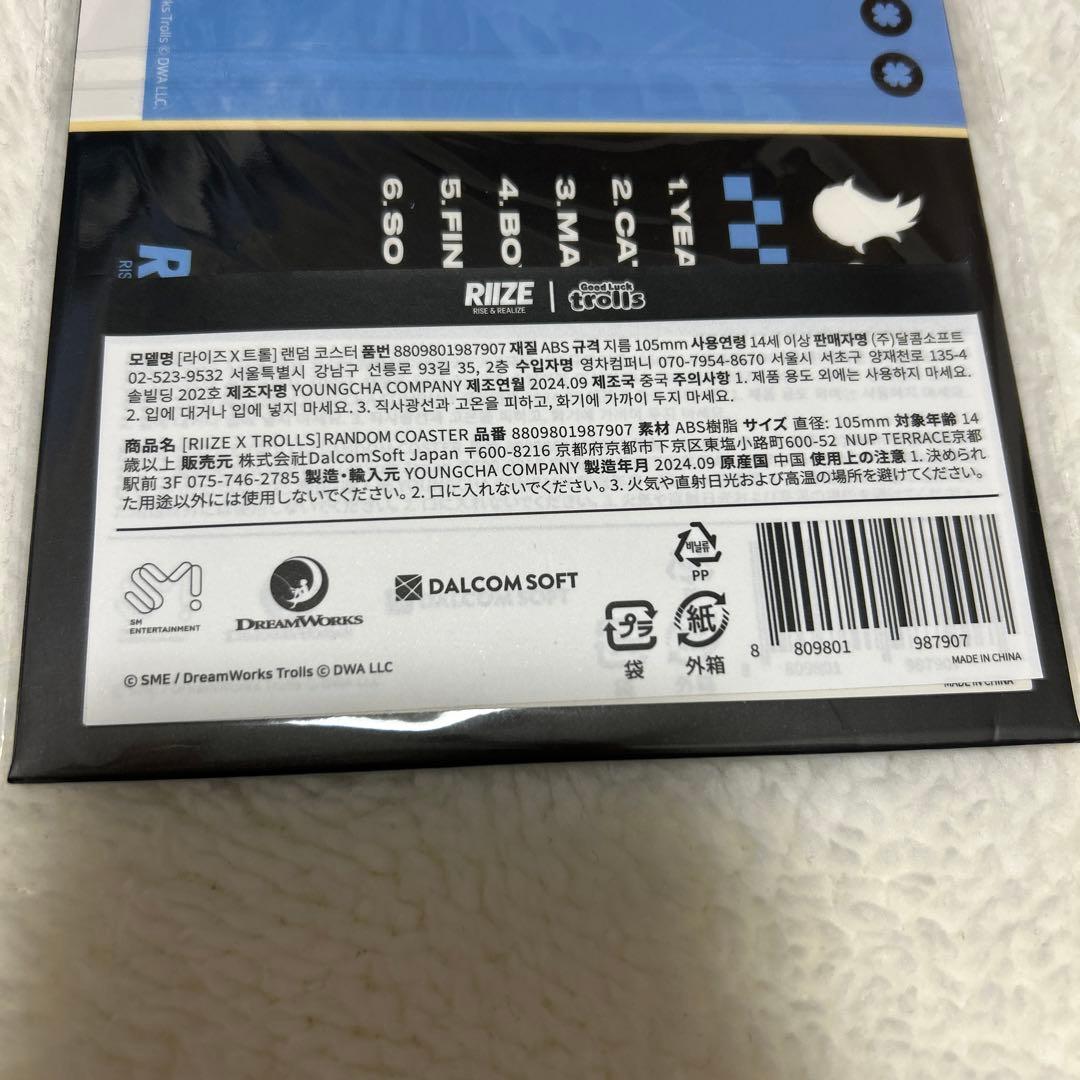 ks Trolls © DWA LLC.
1.YEA
2.CA
3.MA
4.BO
5.FIN
6.SO
R
RIS
RIIZE
RISE & REALIZE
Good Luck
trolls
모델명 [라이즈 X 트롤] 랜덤 코스터 품번 8809801987907 재질 ABS 규격 지름 105mm 사용연령 14세 이상 판매자명 (주)달콤소프트
02-523-9532 서울특별시 강남구 선릉로 93길 35, 2층 수입자명 영차컴퍼니 070-7954-8670 서울시 서초구 양재천로 135-4
솔빌딩 202호 제조자명 YOUNGCHA COMPANY 제조연월 2024.09 제조국 중국 주의사항 1. 제품 용도 외에는 사용하지 마세요.
2. 입에 대거나 입에 넣지 마세요. 3. 직사광선과 고온을 피하고, 화기에 가까이 두지 마세요.
商品名 [RIIZE X TROLLS] RANDOM COASTER 品番 8809801987907 素材 ABS樹脂 サイズ 直径: 105mm 対象年齢 14
歳以上 販売元 株式会社DalcomSoft Japan 〒600-8216 京都府京都市下京区東塩小路町600-52 NUP TERRACE京都
駅前 3F 075-746-2785 製造・輸入元 YOUNGCHA COMPANY 製造年月 2024.09 原産国 中国 使用上の注意 1. 決められ
た用途以外には使用しないでください。2. 口に入れないでください。3. 火気や直射日光および高温の場所を避けてください。
SM
SM
ENTERTAINMENT
DREAMWORKS
DALCOM SOFT
비닐류
PP
プラ
袋
紙
外箱
8 809801 987907
MADE IN CHINA
MADE IN CHINA
© SME / DreamWorks Trolls © DWA LLC